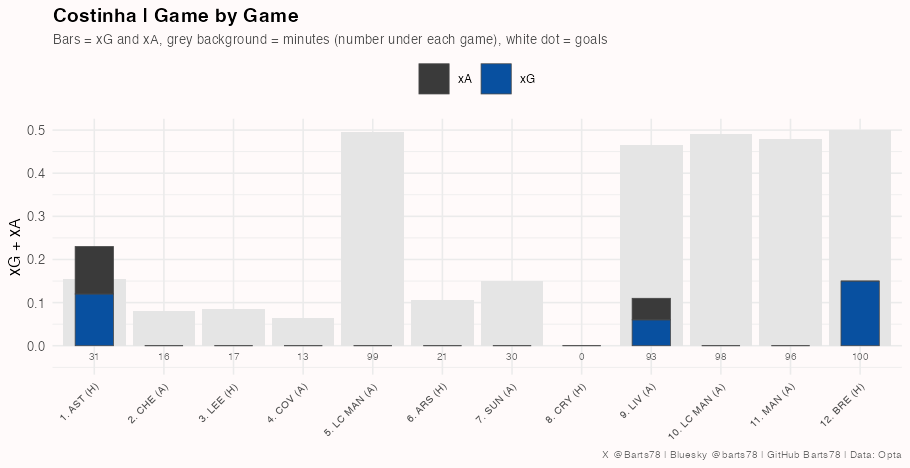 Costinha | Game by Game
Bars = xG and xA, grey background = minutes (number under each game), white dot = goals
xA xG
xG + xA
0.5
0.4
0.3
0.2
0.1
0.0
31 16 17 13 99 21 30 0 93 98 96 100
1. AST (H)
2. CHE (A)
3. LEE (H)
4. COV (A)
5. LC MAN (A)
6. ARS (H)
7. SUN (A)
8. CRY (H)
9. LIV (A)
10. LC MAN (A)
11. MAN (A)
12. BRE (H)
X @Barts78 | Bluesky @barts78 | GitHub Barts78 | Data: Opta